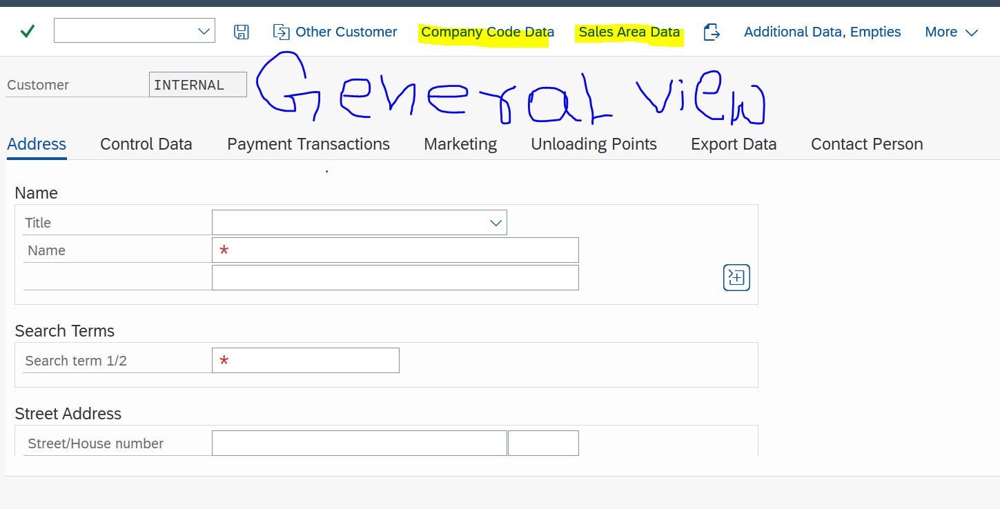 Other Customer Company Code Data Sales Area Data Additional Data, Empties More
Customer INTERNAL General view
Address Control Data Payment Transactions Marketing Unloading Points Export Data Contact Person
Name
Title
Name *
Search Terms
Search term 1/2 *
Street Address
Street/House number